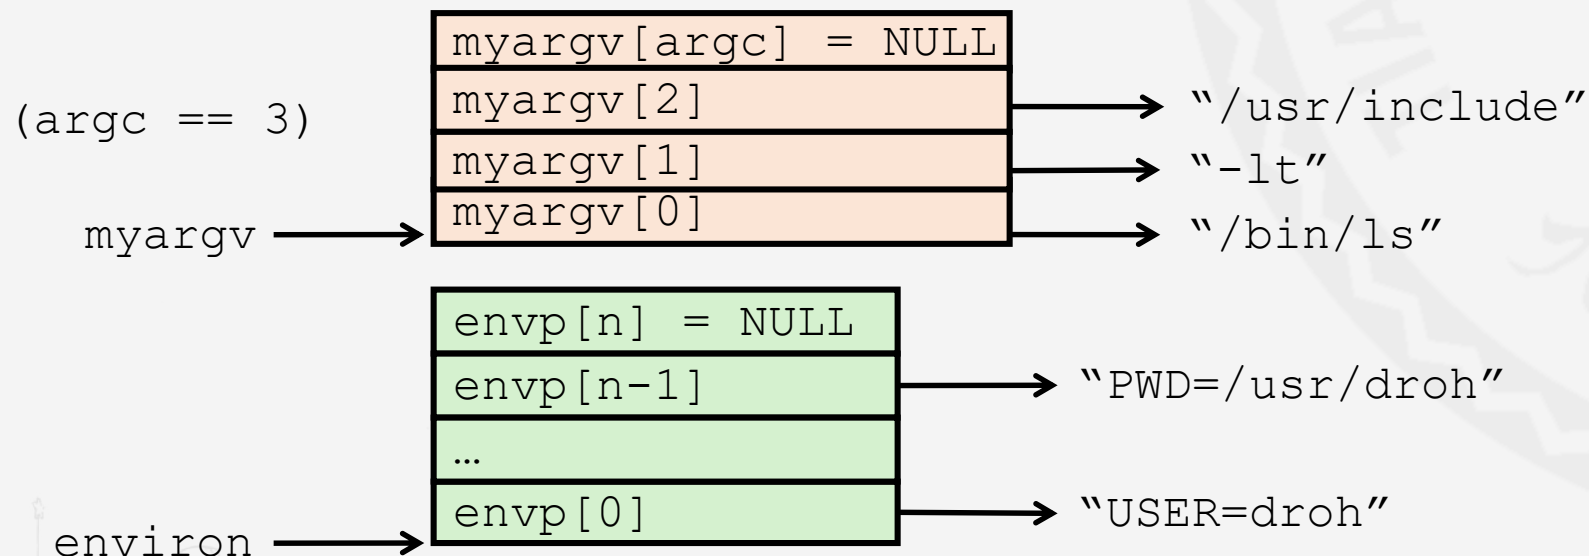 myargv[argc] = NULL
(argc == 3)
myargv[2]
“/usr/include”
myargv[1]
“-lt”
myargv
myargv[0]
“/bin/ls”
envp[n] = NULL
envp[n-1]
“PWD=/usr/droh”
…
environ
envp[0]
“USER=droh”